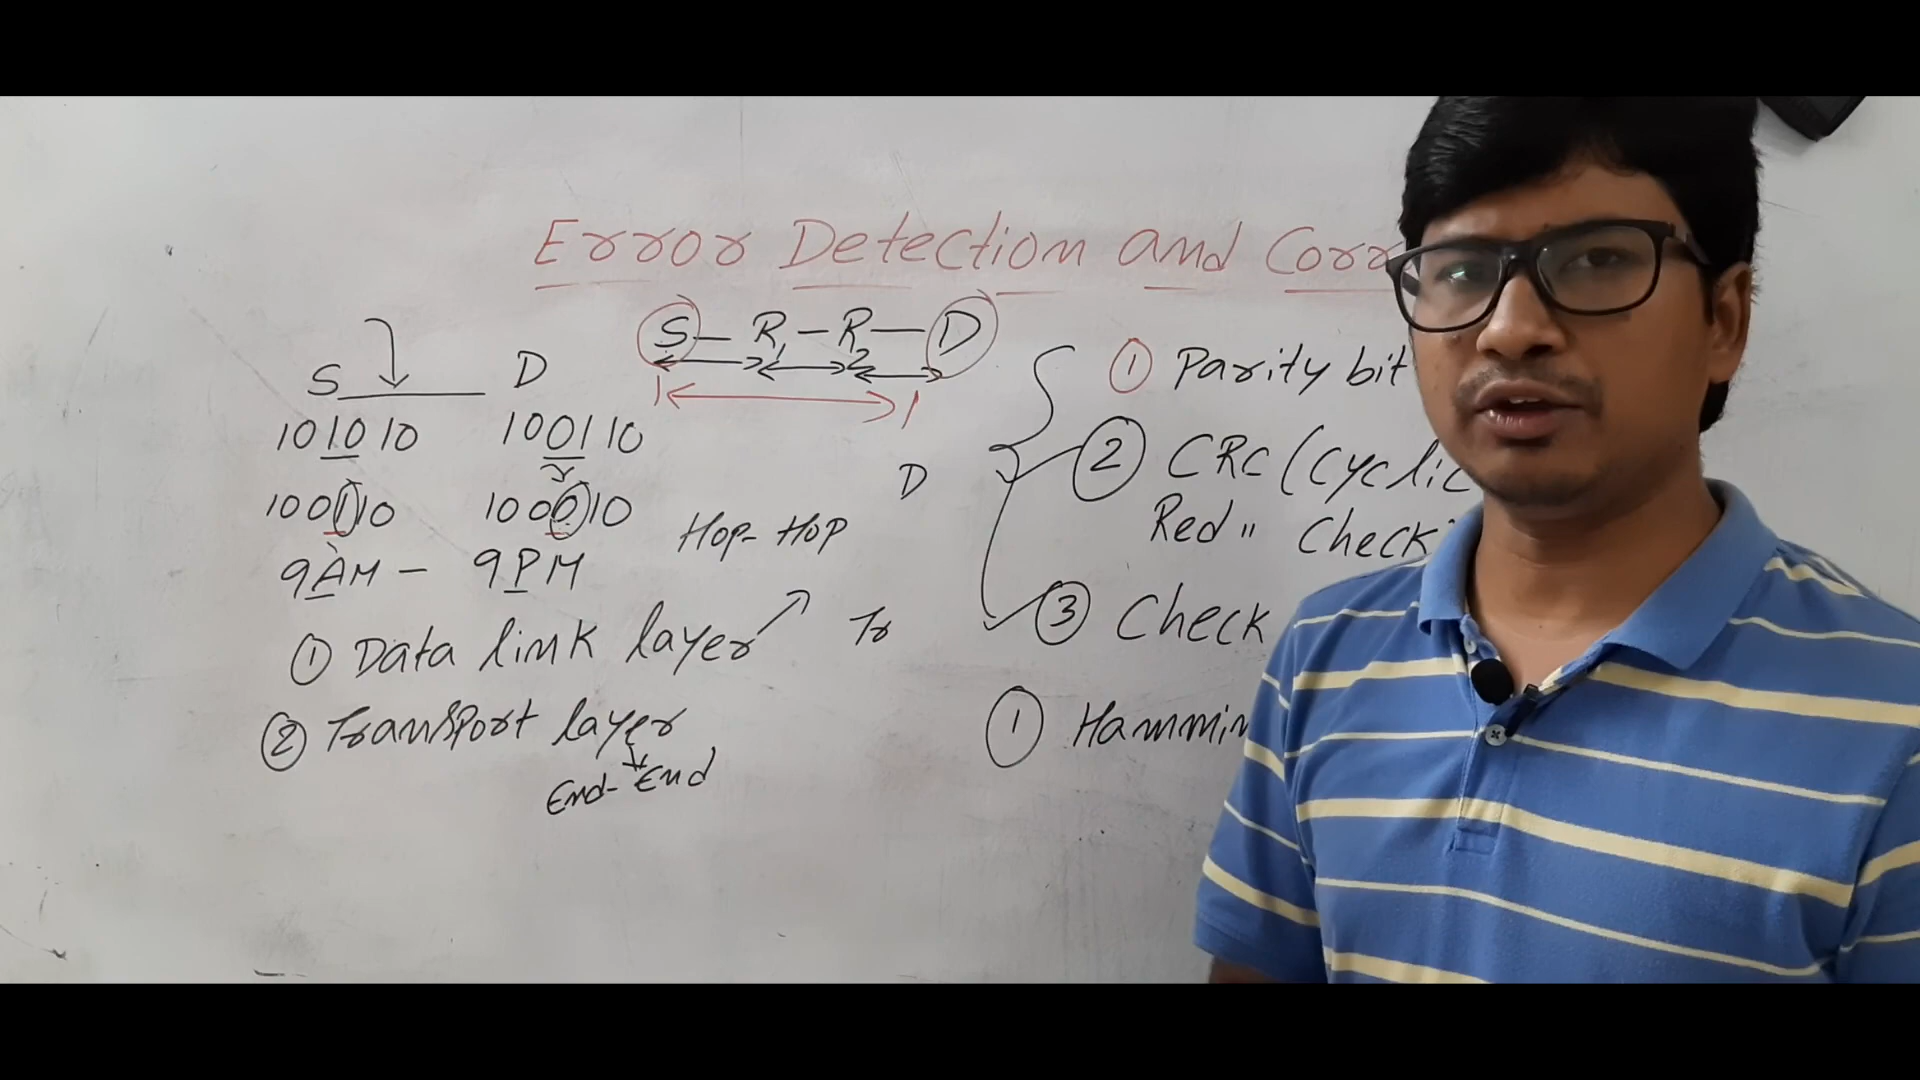 Error Detection and Corr
S — R1 — R2 — D
S D
101010 100110
100110 100010
9AM — 9PM
Hop-Hop
① Data link layer
② Transport layer
End-End
D
Tr
① Parity bit
② CRC (Cyclic
Red" Check
③ Check
① Hammin